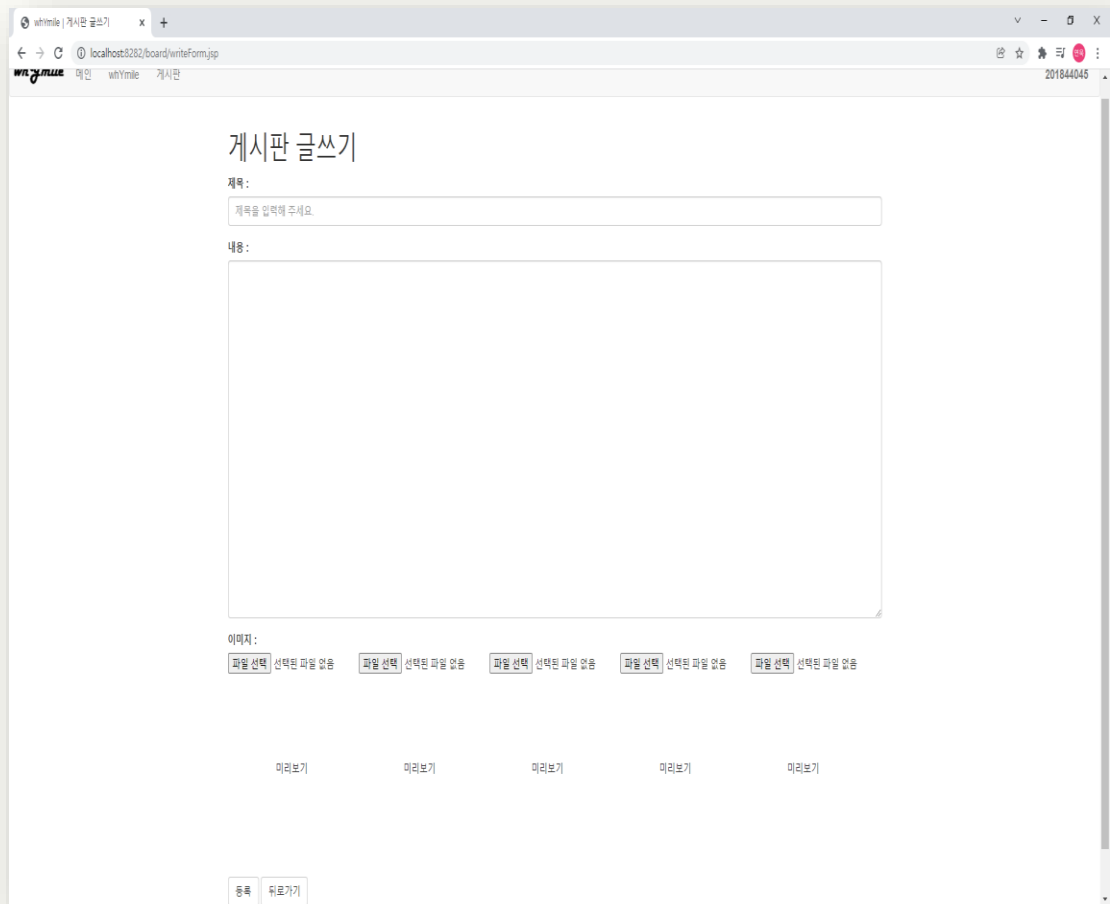 whYmile | 게시판 글쓰기
localhost:8282/board/writeForm.jsp
whYmile 메인 whYmile 게시판 201844045
게시판 글쓰기
제목 :
제목을 입력해 주세요.
내용 :
이미지 :
파일 선택 선택된 파일 없음 파일 선택 선택된 파일 없음 파일 선택 선택된 파일 없음 파일 선택 선택된 파일 없음 파일 선택 선택된 파일 없음
미리보기 미리보기 미리보기 미리보기 미리보기
등록 뒤로가기